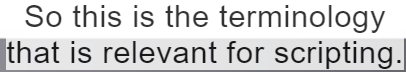 So this is the terminology
that is relevant for scripting.